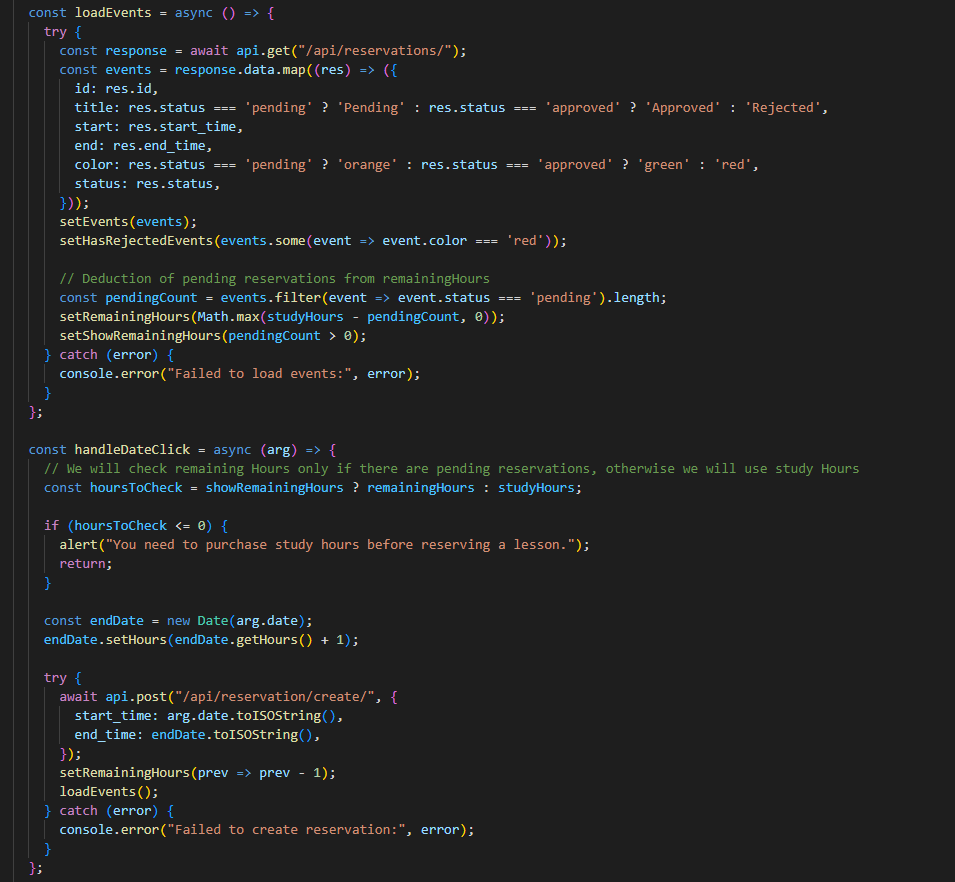 const loadEvents = async () => {
  try {
    const response = await api.get("/api/reservations/");
    const events = response.data.map((res) => ({
      id: res.id,
      title: res.status === 'pending' ? 'Pending' : res.status === 'approved' ? 'Approved' : 'Rejected',
      start: res.start_time,
      end: res.end_time,
      color: res.status === 'pending' ? 'orange' : res.status === 'approved' ? 'green' : 'red',
      status: res.status,
    }));
    setEvents(events);
    setHasRejectedEvents(events.some(event => event.color === 'red'));

    // Deduction of pending reservations from remainingHours
    const pendingCount = events.filter(event => event.status === 'pending').length;
    setRemainingHours(Math.max(studyHours - pendingCount, 0));
    setShowRemainingHours(pendingCount > 0);
  } catch (error) {
    console.error("Failed to load events:", error);
  }
};

const handleDateClick = async (arg) => {
  // We will check remaining Hours only if there are pending reservations, otherwise we will use study Hours
  const hoursToCheck = showRemainingHours ? remainingHours : studyHours;

  if (hoursToCheck <= 0) {
    alert("You need to purchase study hours before reserving a lesson.");
    return;
  }

  const endDate = new Date(arg.date);
  endDate.setHours(endDate.getHours() + 1);

  try {
    await api.post("/api/reservation/create/", {
      start_time: arg.date.toISOString(),
      end_time: endDate.toISOString(),
    });
    setRemainingHours(prev => prev - 1);
    loadEvents();
  } catch (error) {
    console.error("Failed to create reservation:", error);
  }
};